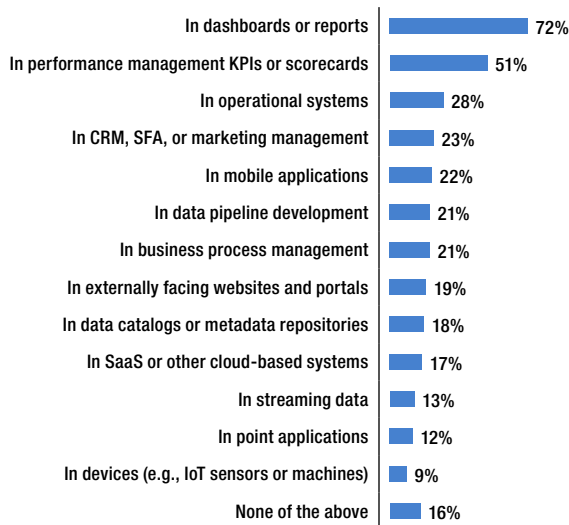 In dashboards or reports 72%
In performance management KPIs or scorecards 51%
In operational systems 28%
In CRM, SFA, or marketing management 23%
In mobile applications 22%
In data pipeline development 21%
In business process management 21%
In externally facing websites and portals 19%
In data catalogs or metadata repositories 18%
In SaaS or other cloud-based systems 17%
In streaming data 13%
In point applications 12%
In devices (e.g., IoT sensors or machines) 9%
None of the above 16%